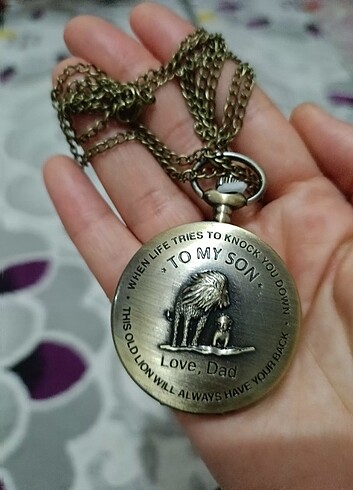 WHEN LIFE TRIES TO KNOCK YOU DOWN
TO MY SON
Love, Dad
THIS OLD LION WILL ALWAYS HAVE YOUR BACK